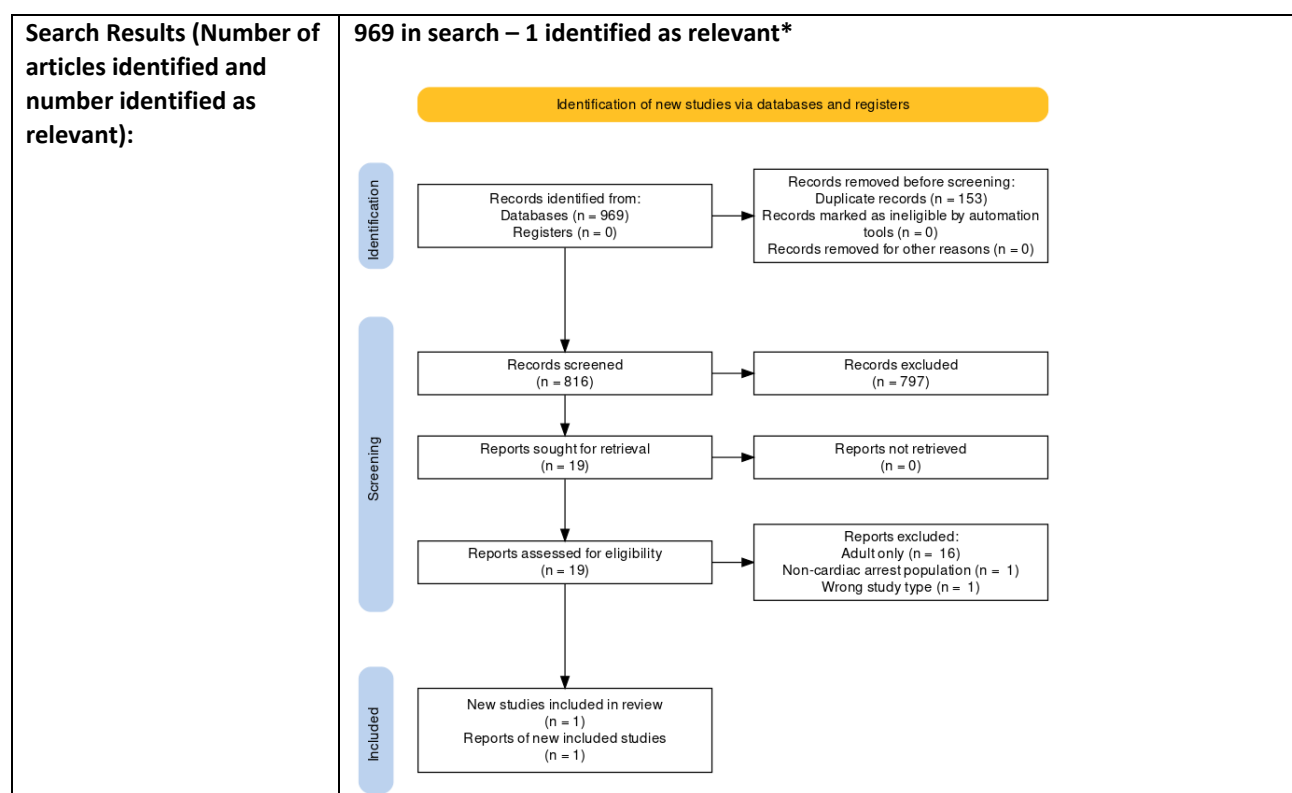 Search Results (Number of
articles identified and
number identified as
relevant):
969 in search – 1 identified as relevant*
Identification of new studies via databases and registers
Identification
Records identified from:
Databases (n = 969)
Registers (n = 0)
Records removed before screening:
Duplicate records (n = 153)
Records marked as ineligible by automation
tools (n = 0)
Records removed for other reasons (n = 0)
Screening
Records screened
(n = 816)
Records excluded
(n = 797)
Reports sought for retrieval
(n = 19)
Reports not retrieved
(n = 0)
Reports assessed for eligibility
(n = 19)
Reports excluded:
Adult only (n = 16)
Non-cardiac arrest population (n = 1)
Wrong study type (n = 1)
Included
New studies included in review
(n = 1)
Reports of new included studies
(n = 1)